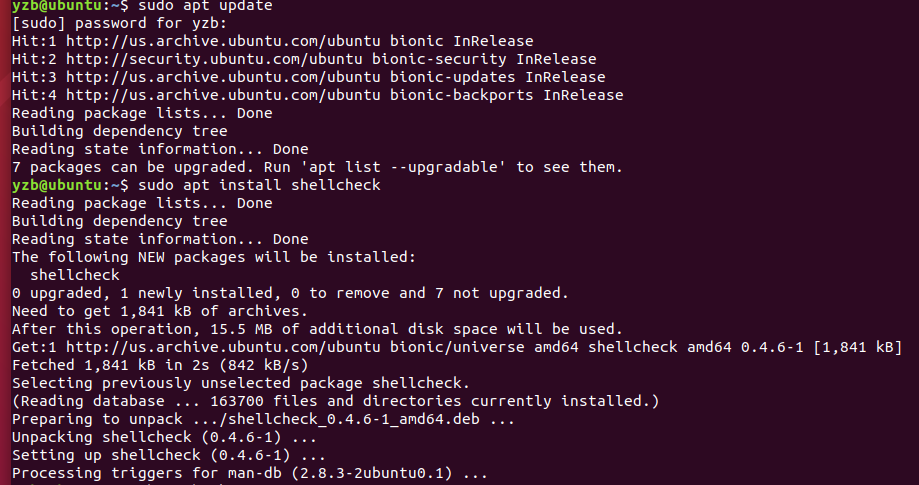 yzb@ubuntu:~$ sudo apt update
[sudo] password for yzb:
Hit:1 http://us.archive.ubuntu.com/ubuntu bionic InRelease
Hit:2 http://security.ubuntu.com/ubuntu bionic-security InRelease
Hit:3 http://us.archive.ubuntu.com/ubuntu bionic-updates InRelease
Hit:4 http://us.archive.ubuntu.com/ubuntu bionic-backports InRelease
Reading package lists... Done
Building dependency tree
Reading state information... Done
7 packages can be upgraded. Run 'apt list --upgradable' to see them.
yzb@ubuntu:~$ sudo apt install shellcheck
Reading package lists... Done
Building dependency tree
Reading state information... Done
The following NEW packages will be installed:
  shellcheck
0 upgraded, 1 newly installed, 0 to remove and 7 not upgraded.
Need to get 1,841 kB of archives.
After this operation, 15.5 MB of additional disk space will be used.
Get:1 http://us.archive.ubuntu.com/ubuntu bionic/universe amd64 shellcheck amd64 0.4.6-1 [1,841 kB]
Fetched 1,841 kB in 2s (842 kB/s)
Selecting previously unselected package shellcheck.
(Reading database ... 163700 files and directories currently installed.)
Preparing to unpack .../shellcheck_0.4.6-1_amd64.deb ...
Unpacking shellcheck (0.4.6-1) ...
Setting up shellcheck (0.4.6-1) ...
Processing triggers for man-db (2.8.3-2ubuntu0.1) ...